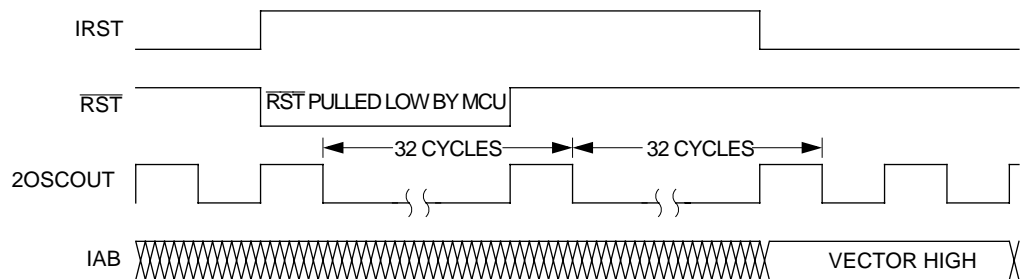 IRST
RST
RST PULLED LOW BY MCU
32 CYCLES
32 CYCLES
2OSCOUT
IAB
VECTOR HIGH